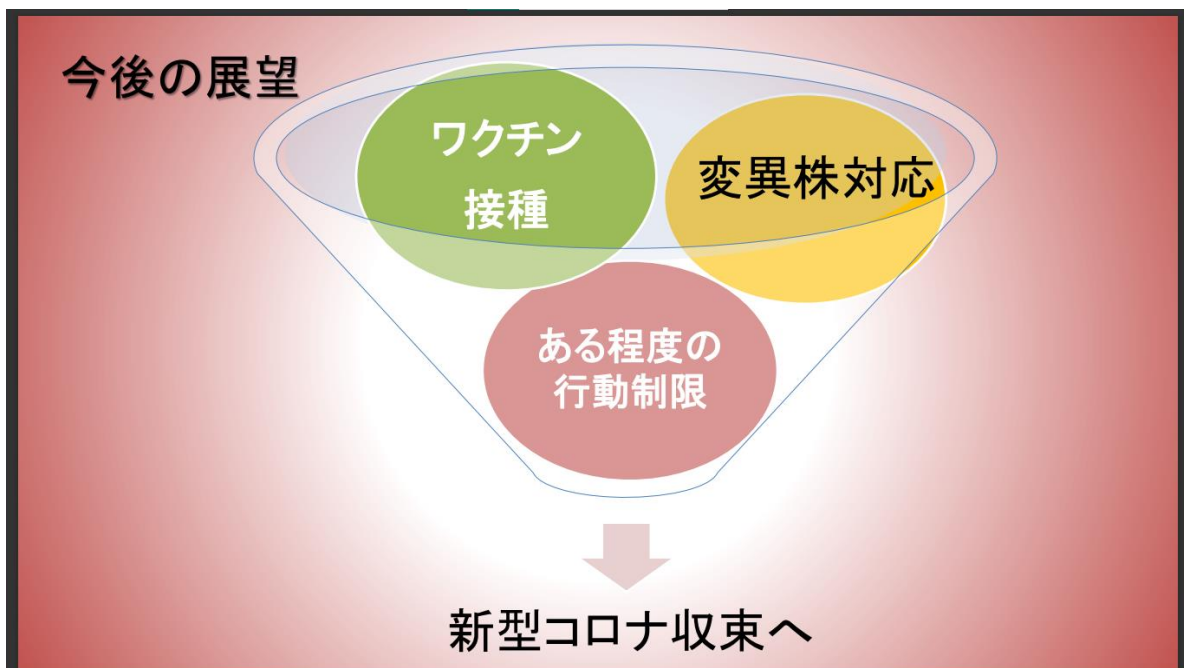 今後の展望
ワクチン
接種
変異株対応
ある程度の
行動制限
新型コロナ収束へ